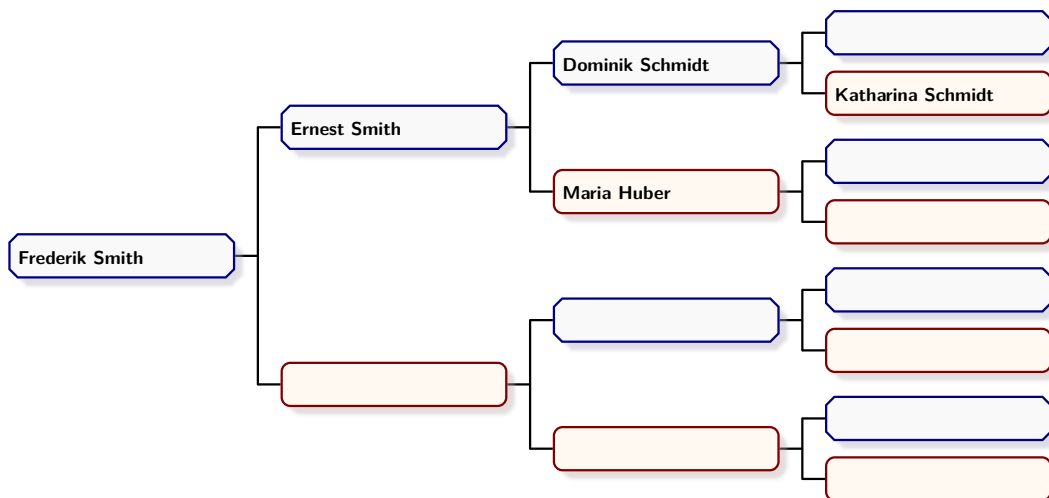 Dominik Schmidt
Katharina Schmidt
Ernest Smith
Maria Huber
Frederik Smith